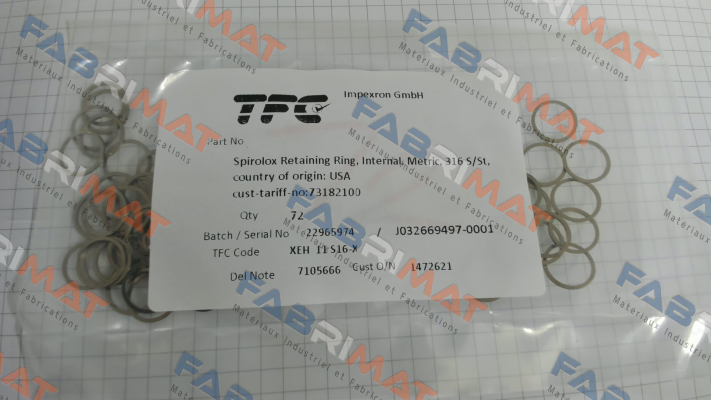 TFC
Impexron GmbH
Part No
Spirolox Retaining Ring, Internal, Metric, 316 S/St,
country of origin: USA
cust-tariff-no:73182100
Qty 72
Batch / Serial No 22965974 / J032669497-0001
TFC Code XEH 11 S16-X
Del Note 7105666 Cust O/N 1472621
FABRIMAT
Materiaux Industriel et Fabrications